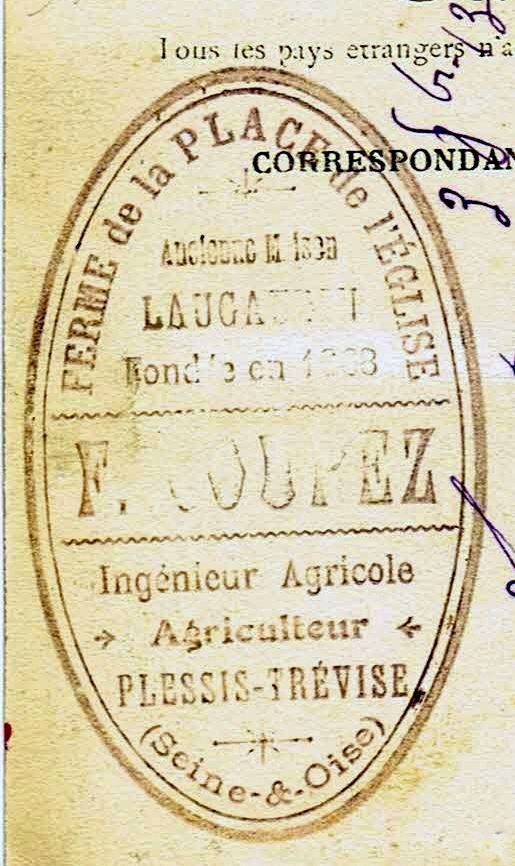 Tous les pays etrangers n'a
CORRESPONDAN
FERME de la PLACE de l'ÉGLISE
Ancienne Maison
Fondée en
F.
Ingénieur Agricole
Agriculteur
PLESSIS-TRÉVISE
(Seine-&-Oise)